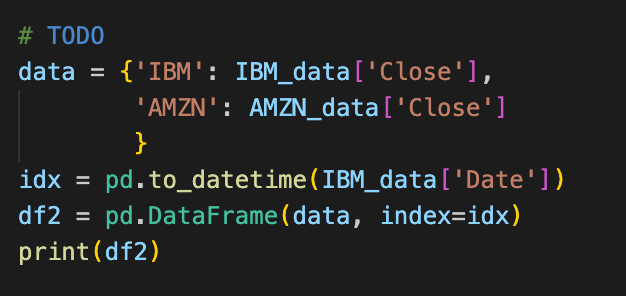 # TODO
data = {'IBM': IBM_data['Close'],
        'AMZN': AMZN_data['Close']
        }
idx = pd.to_datetime(IBM_data['Date'])
df2 = pd.DataFrame(data, index=idx)
print(df2)